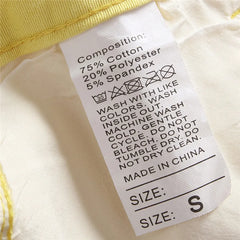 Composition:
75% Cotton
20% Polyester
5% Spandex
WASH WITH LIKE
COLORS. WASH
INSIDE OUT.
MACHINE WASH
COLD, GENTLE
CYCLE. DO NOT
BLEACH. DO NOT
TUMBLE DRY. DO
NOT DRY CLEAN.
MADE IN CHINA
SIZE:
SIZE: S